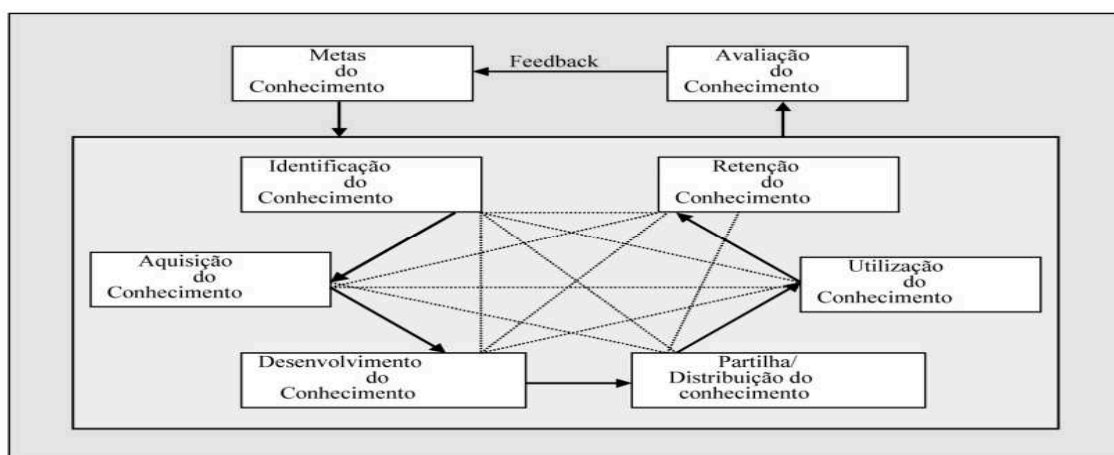 Metas
do
Conhecimento
Feedback
Avaliação
do
Conhecimento
Identificação
do
Conhecimento
Retenção
do
Conhecimento
Aquisição
do
Conhecimento
Utilização
do
Conhecimento
Desenvolvimento
do
Conhecimento
Partilha/
Distribuição do
conhecimento